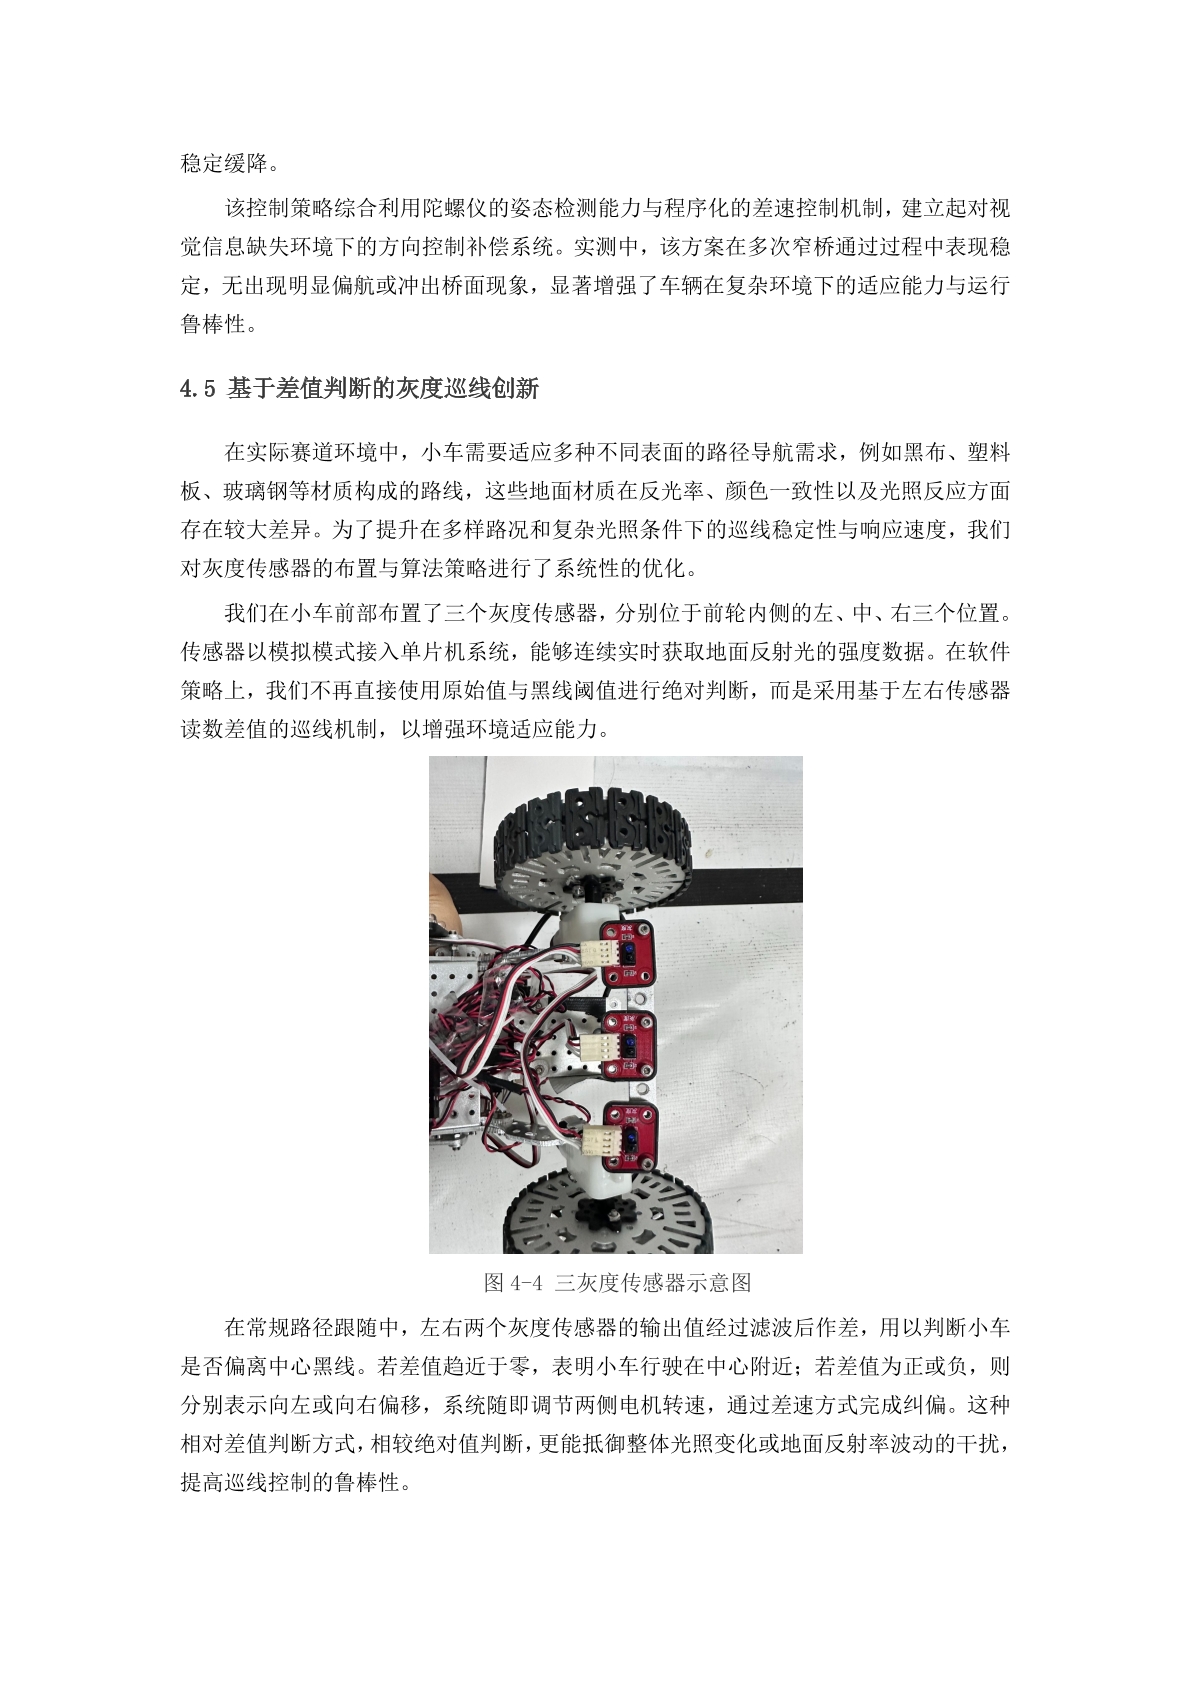 稳定缓降。
该控制策略综合利用陀螺仪的姿态检测能力与程序化的差速控制机制，建立起对视
觉信息缺失环境下的方向控制补偿系统。实测中，该方案在多次窄桥通过过程中表现稳
定，无出现明显偏航或冲出桥面现象，显著增强了车辆在复杂环境下的适应能力与运行
鲁棒性。
4.5 基于差值判断的灰度巡线创新
在实际赛道环境中，小车需要适应多种不同表面的路径导航需求，例如黑布、塑料
板、玻璃钢等材质构成的路线，这些地面材质在反光率、颜色一致性以及光照反应方面
存在较大差异。为了提升在多样路况和复杂光照条件下的巡线稳定性与响应速度，我们
对灰度传感器的布置与算法策略进行了系统性的优化。
我们在小车前部布置了三个灰度传感器，分别位于前轮内侧的左、中、右三个位置。
传感器以模拟模式接入单片机系统，能够连续实时获取地面反射光的强度数据。在软件
策略上，我们不再直接使用原始值与黑线阈值进行绝对判断，而是采用基于左右传感器
读数差值的巡线机制，以增强环境适应能力。
灰度
灰度
灰度
图 4-4 三灰度传感器示意图
在常规路径跟随中，左右两个灰度传感器的输出值经过滤波后作差，用以判断小车
是否偏离中心黑线。若差值趋近于零，表明小车行驶在中心附近；若差值为正或负，则
分别表示向左或向右偏移，系统随即调节两侧电机转速，通过差速方式完成纠偏。这种
相对差值判断方式，相较绝对值判断，更能抵御整体光照变化或地面反射率波动的干扰，
提高巡线控制的鲁棒性。